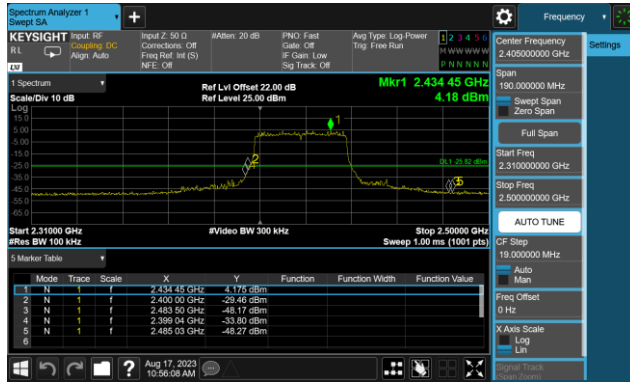 Spectrum Analyzer 1
Swept SA
Frequency
KEYSIGHT
RL
LXI
Input: RF
Coupling: DC
Align: Auto
Input Z: 50 Ω
Corrections: Off
Freq Ref: Int (S)
NFE: Off
#Atten: 20 dB
PNO: Fast
Gate: Off
IF Gain: Low
Sig Track: Off
Avg Type: Log-Power
Trig: Free Run
1 2 3 4 5 6
M W W W W W
P N N N N N
1 Spectrum
Scale/Div 10 dB
Ref Lvl Offset 22.00 dB
Ref Level 25.00 dBm
Mkr1 2.434 45 GHz
4.18 dBm
Log
15.0
5.00
-5.00
-15.0
-25.0
-35.0
-45.0
-55.0
-65.0
1
2
DL1 -25.82 dBm
Start 2.31000 GHz
#Res BW 100 kHz
#Video BW 300 kHz
Stop 2.50000 GHz
Sweep 1.00 ms (1001 pts)
5 Marker Table
Mode Trace Scale X Y Function Function Width Function Value
1 N 1 f 2.434 45 GHz 4.175 dBm
2 N 1 f 2.400 00 GHz -29.46 dBm
3 N 1 f 2.483 50 GHz -48.17 dBm
4 N 1 f 2.399 04 GHz -33.80 dBm
5 N 1 f 2.485 03 GHz -48.27 dBm
6
?
Aug 17, 2023
10:56:08 AM
Center Frequency
2.405000000 GHz
Settings
Span
190.000000 MHz
Swept Span
Zero Span
Full Span
Start Freq
2.310000000 GHz
Stop Freq
2.500000000 GHz
AUTO TUNE
CF Step
19.000000 MHz
Auto
Man
Freq Offset
0 Hz
X Axis Scale
Log
Lin
Signal Track
(Span Zoom)